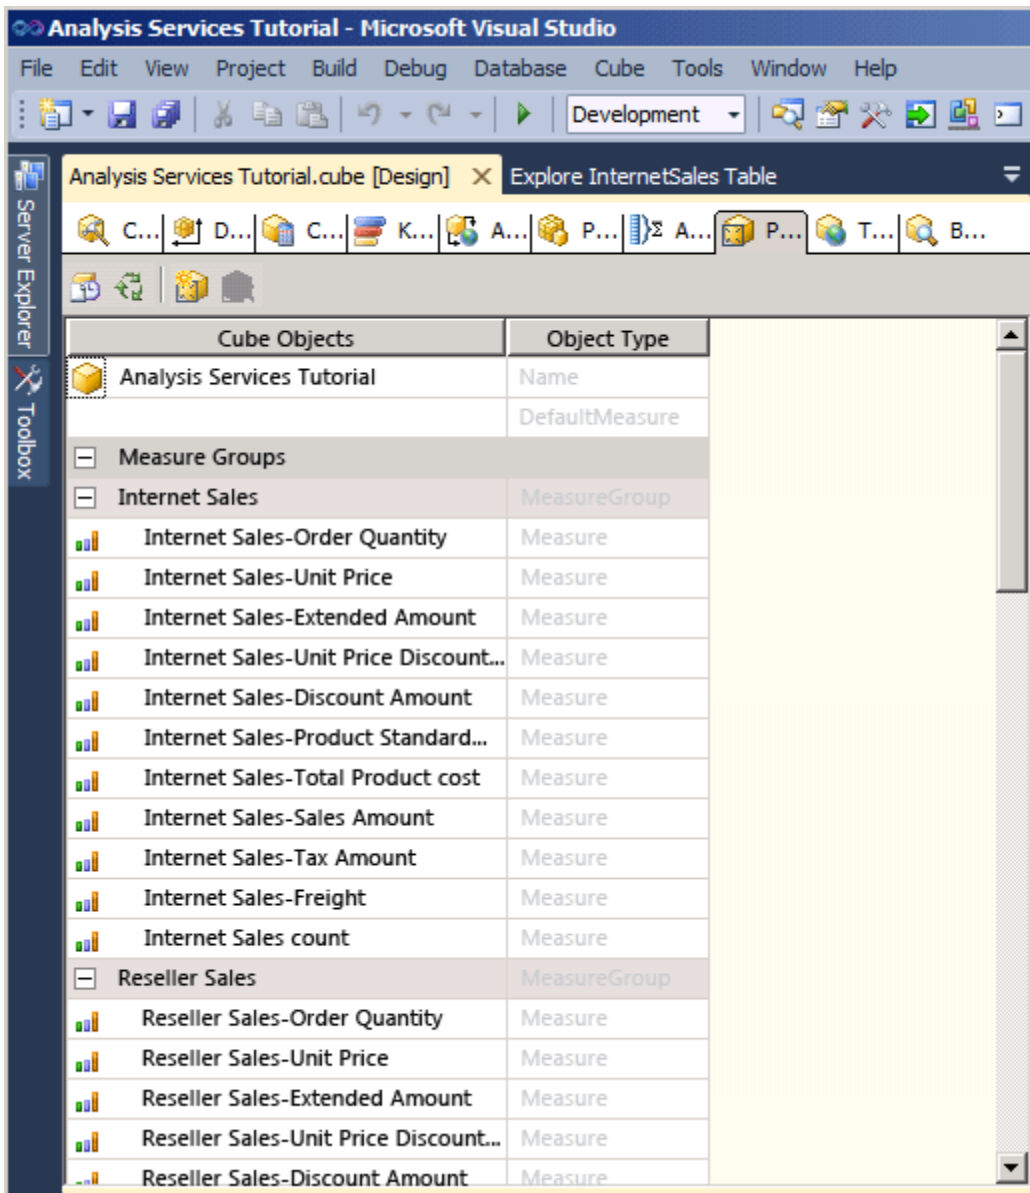 Analysis Services Tutorial - Microsoft Visual Studio
File Edit View Project Build Debug Database Cube Tools Window Help
Development
Analysis Services Tutorial.cube [Design] Explore InternetSales Table
C... D... C... K... A... P... A... P... T... B...
Server Explorer
Toolbox
Cube Objects Object Type
Analysis Services Tutorial Name
DefaultMeasure
Measure Groups
Internet Sales MeasureGroup
Internet Sales-Order Quantity Measure
Internet Sales-Unit Price Measure
Internet Sales-Extended Amount Measure
Internet Sales-Unit Price Discount... Measure
Internet Sales-Discount Amount Measure
Internet Sales-Product Standard... Measure
Internet Sales-Total Product cost Measure
Internet Sales-Sales Amount Measure
Internet Sales-Tax Amount Measure
Internet Sales-Freight Measure
Internet Sales count Measure
Reseller Sales MeasureGroup
Reseller Sales-Order Quantity Measure
Reseller Sales-Unit Price Measure
Reseller Sales-Extended Amount Measure
Reseller Sales-Unit Price Discount... Measure
Reseller Sales-Discount Amount Measure